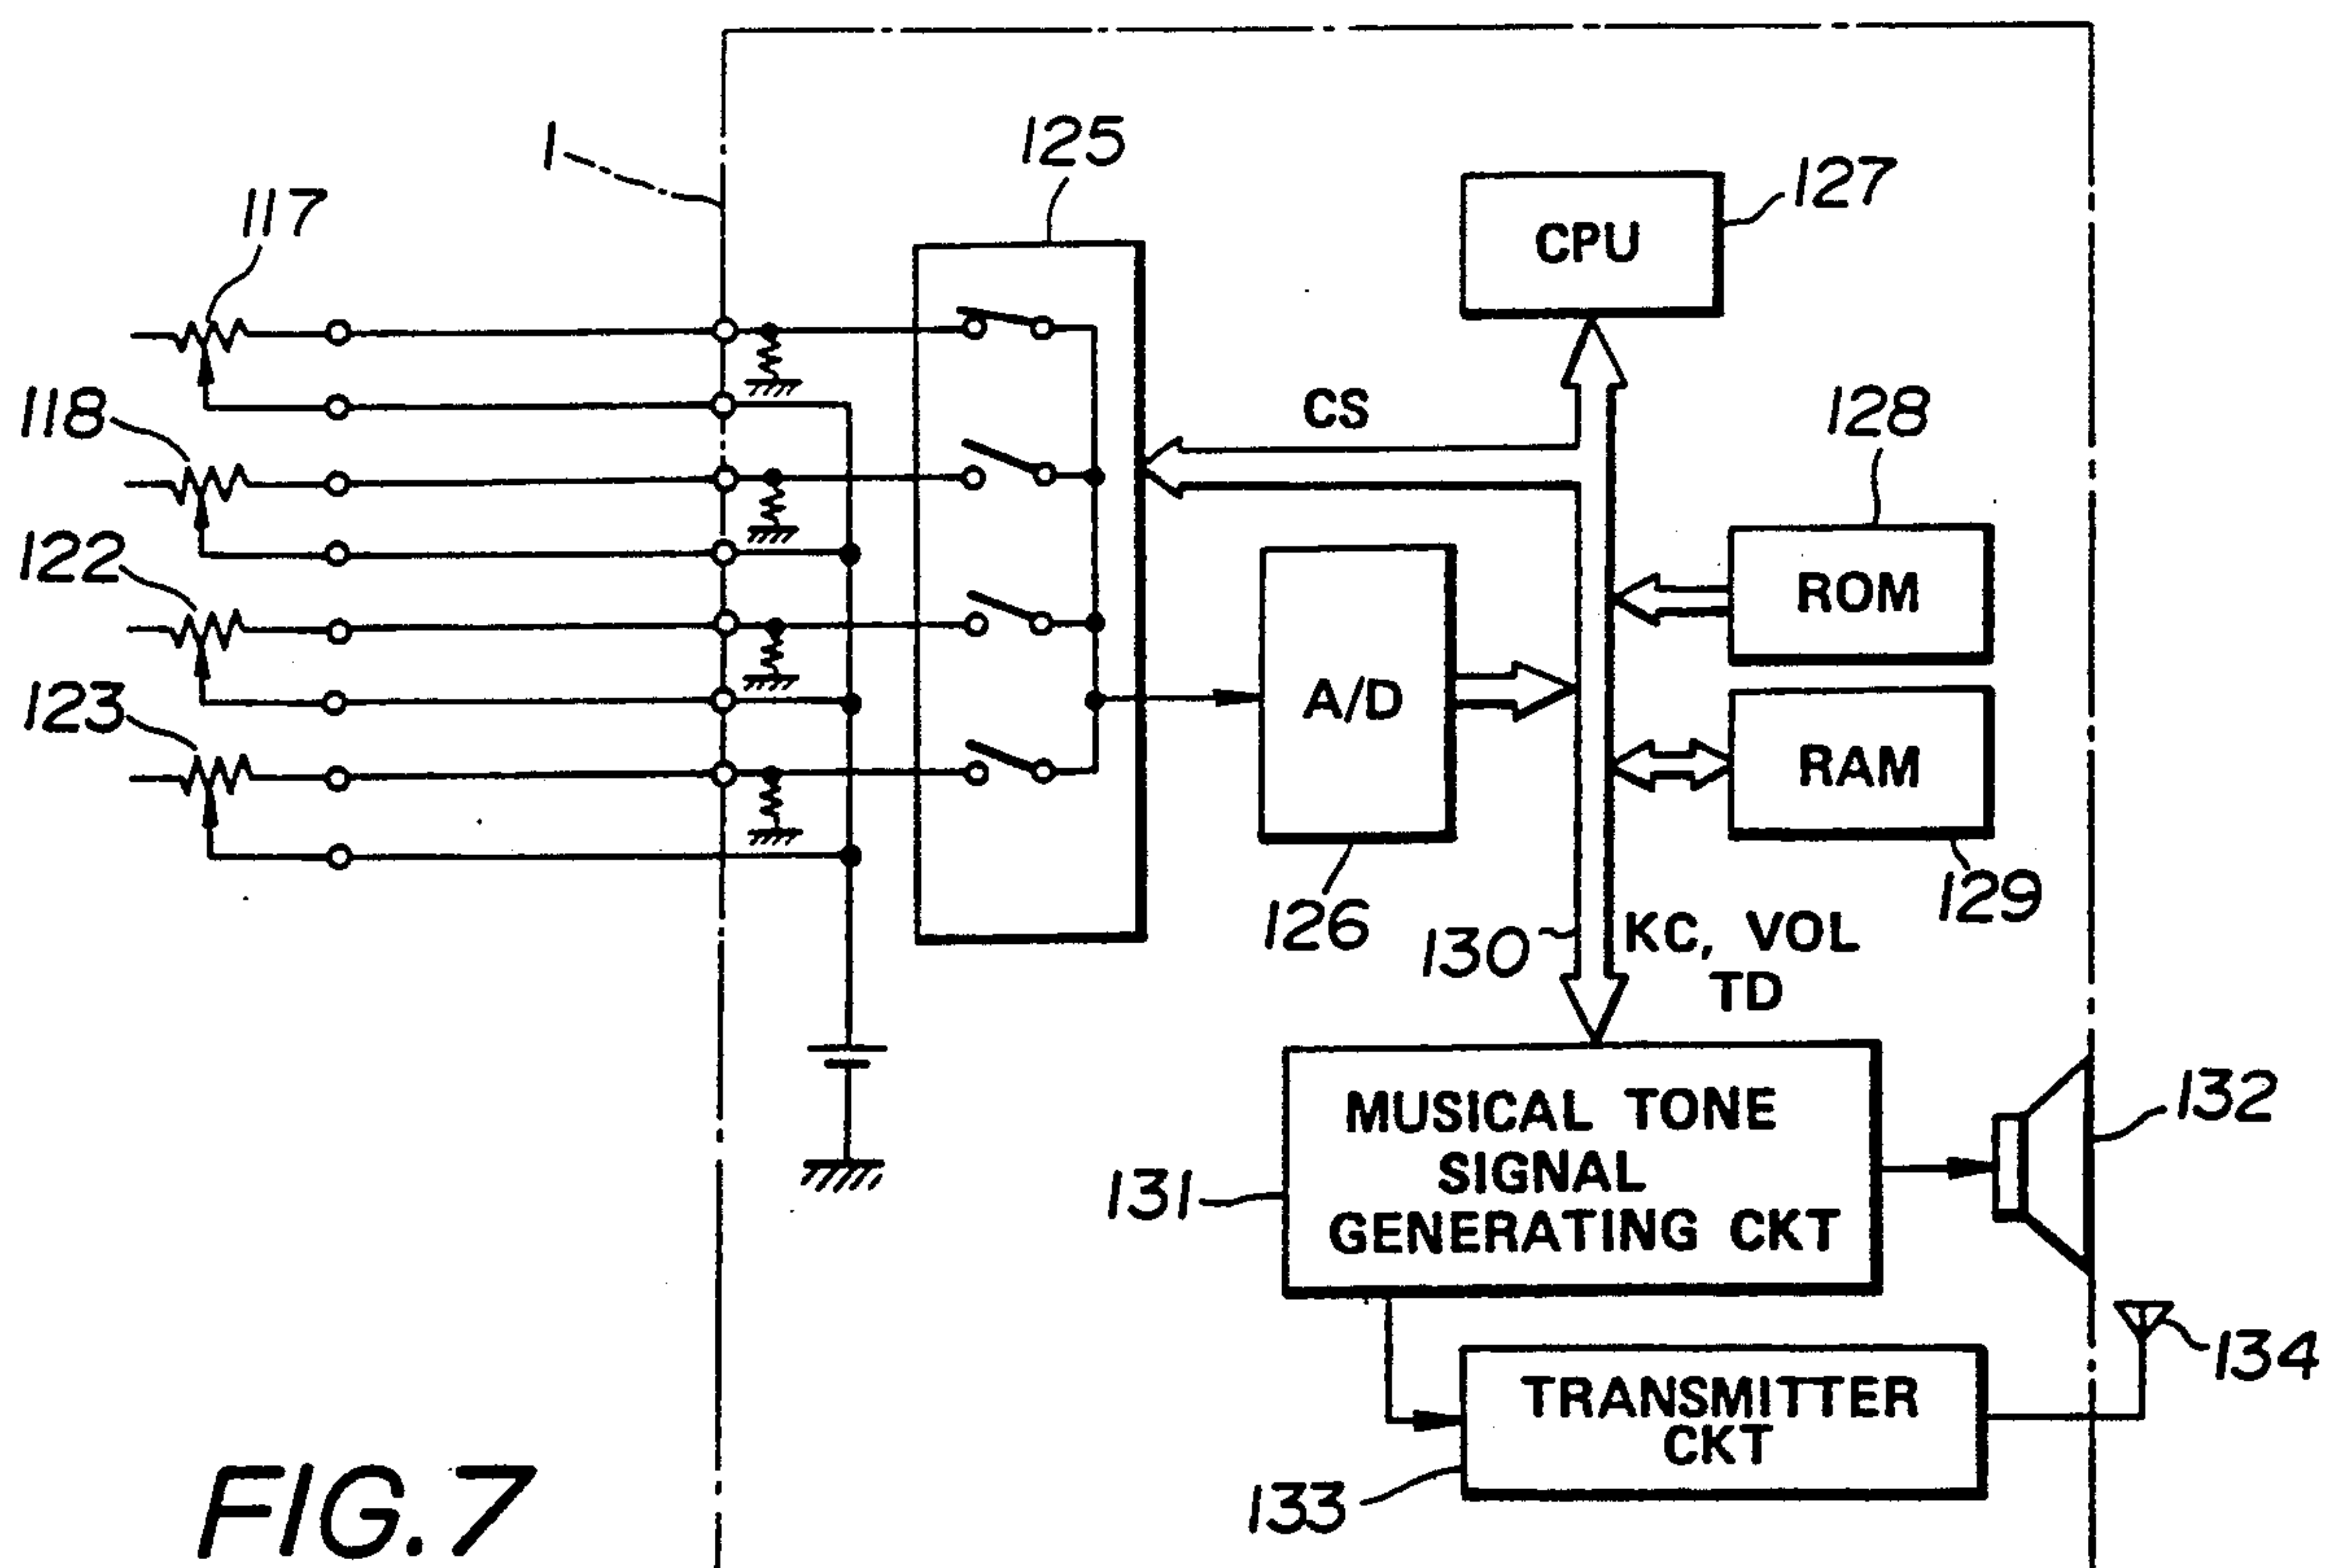 1
125
117
127
CPU
118
CS
128
122
ROM
123
A/D
RAM
126
129
130
KC, VOL
TD
MUSICAL TONE
SIGNAL
GENERATING CKT
131
132
134
TRANSMITTER
CKT
133
FIG.7